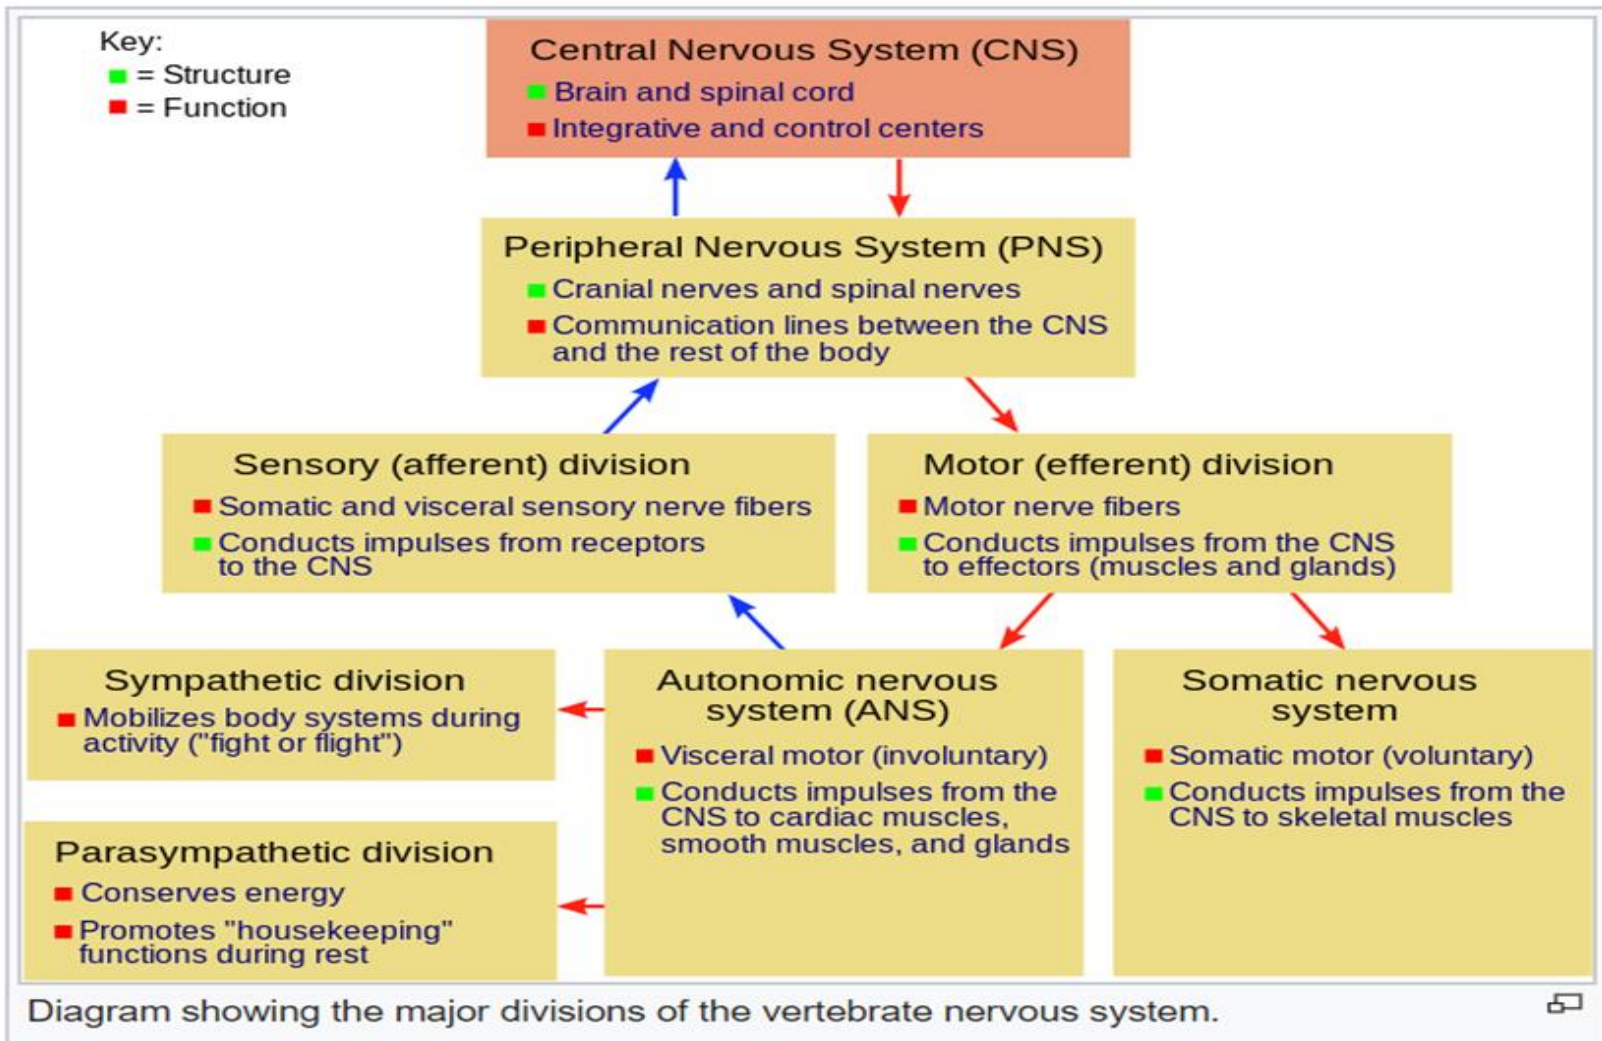 Key:
= Structure
= Function
Central Nervous System (CNS)
Brain and spinal cord
Integrative and control centers
Peripheral Nervous System (PNS)
Cranial nerves and spinal nerves
Communication lines between the CNS
and the rest of the body
Sensory (afferent) division
Somatic and visceral sensory nerve fibers
Conducts impulses from receptors
to the CNS
Motor (efferent) division
Motor nerve fibers
Conducts impulses from the CNS
to effectors (muscles and glands)
Sympathetic division
Mobilizes body systems during
activity ("fight or flight")
Parasympathetic division
Conserves energy
Promotes "housekeeping"
functions during rest
Autonomic nervous
system (ANS)
Visceral motor (involuntary)
Conducts impulses from the
CNS to cardiac muscles,
smooth muscles, and glands
Somatic nervous
system
Somatic motor (voluntary)
Conducts impulses from the
CNS to skeletal muscles
Diagram showing the major divisions of the vertebrate nervous system.